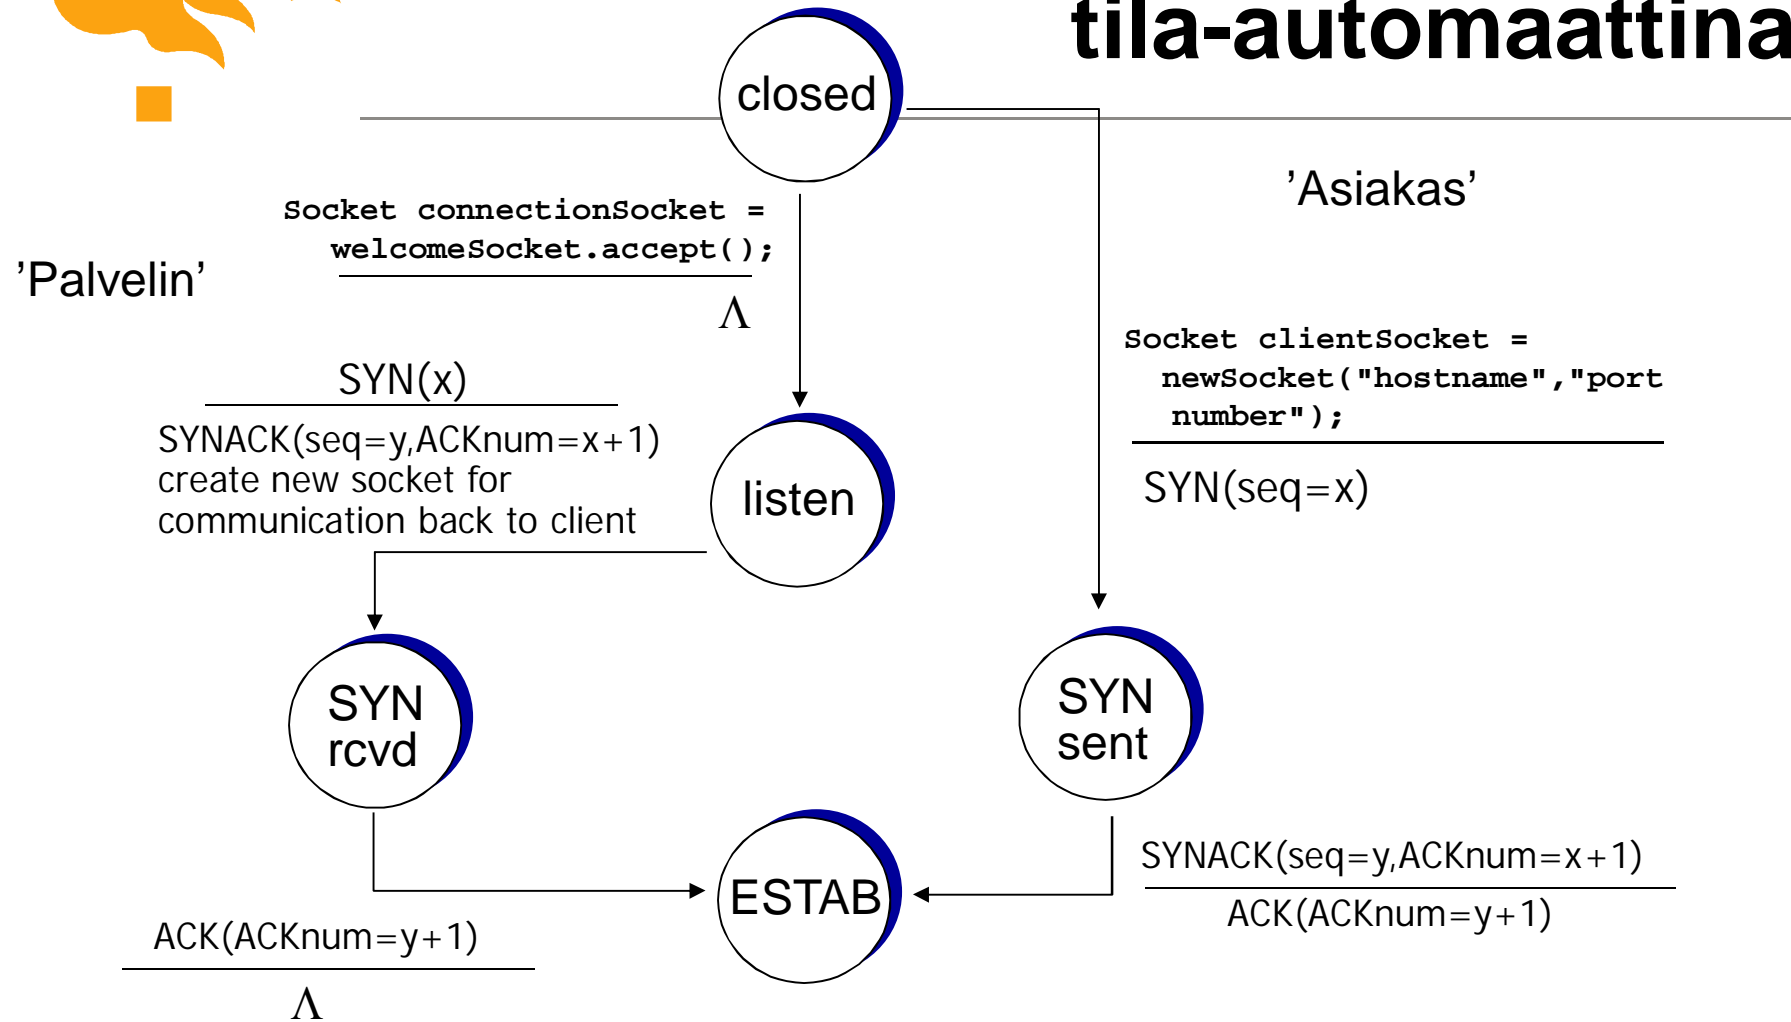 tila-automaattina
closed
'Asiakas'
Socket connectionSocket =
welcomeSocket.accept();
'Palvelin'
Λ
Socket clientSocket =
newSocket("hostname","port
number");
SYN(x)
SYNACK(seq=y,ACKnum=x+1)
create new socket for
communication back to client
listen
SYN(seq=x)
SYN
rcvd
SYN
sent
ESTAB
SYNACK(seq=y,ACKnum=x+1)
ACK(ACKnum=y+1)
ACK(ACKnum=y+1)
Λ